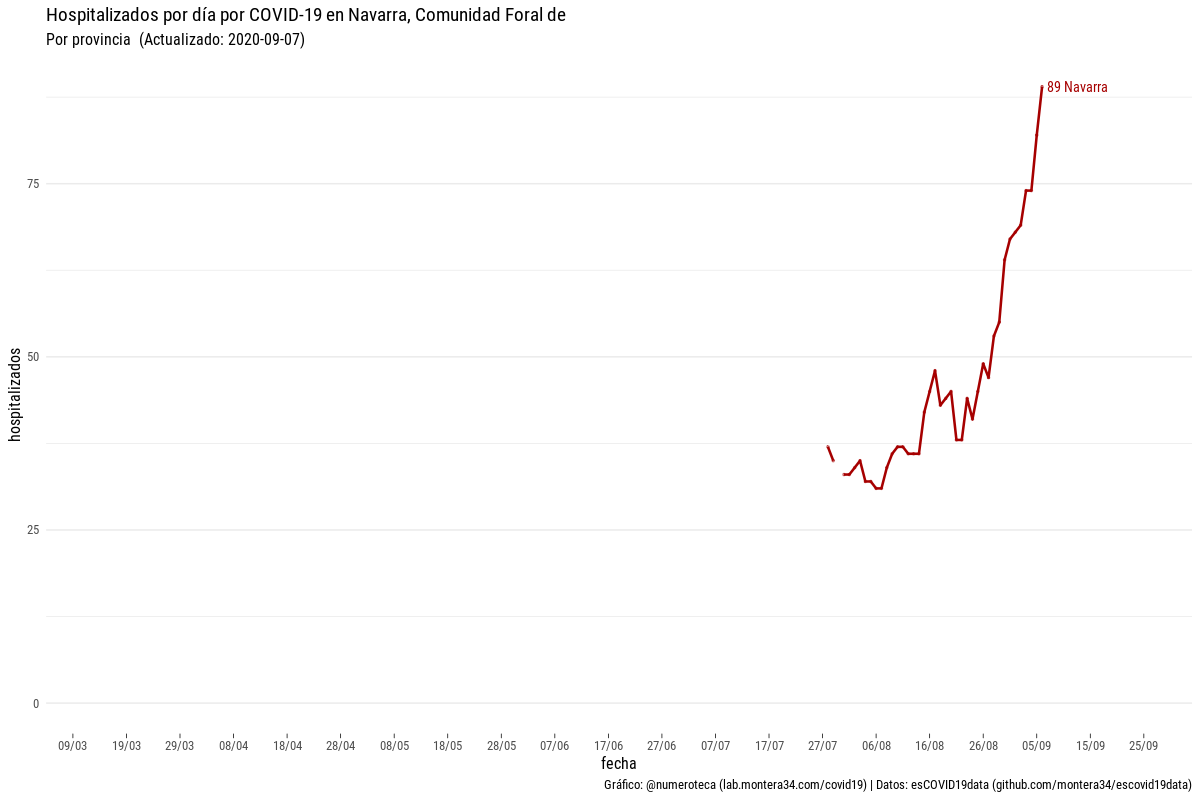 Hospitalizados por día por COVID-19 en Navarra, Comunidad Foral de
Por provincia  (Actualizado: 2020-09-07)
89 Navarra
75
50
25
0
hospitalizados
09/03 19/03 29/03 08/04 18/04 28/04 08/05 18/05 28/05 07/06 17/06 27/06 07/07 17/07 27/07 06/08 16/08 26/08 05/09 15/09 25/09
fecha
Gráfico: @numeroteca (lab.montera34.com/covid19) | Datos: esCOVID19data (github.com/montera34/escovid19data)